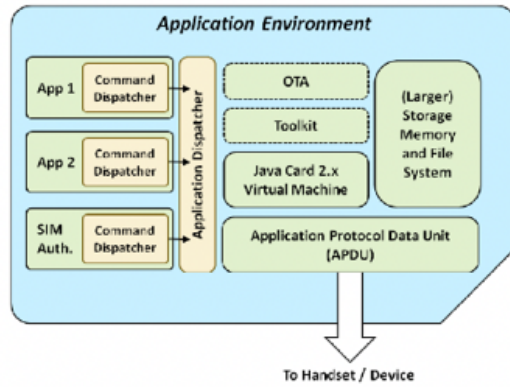 Application Environment
App 1
Command
Dispatcher
App 2
Command
Dispatcher
SIM
Auth.
Command
Dispatcher
Application Dispatcher
OTA
Toolkit
Java Card 2.x
Virtual Machine
(Larger)
Storage
Memory
and File
System
Application Protocol Data Unit
(APDU)
To Handset / Device